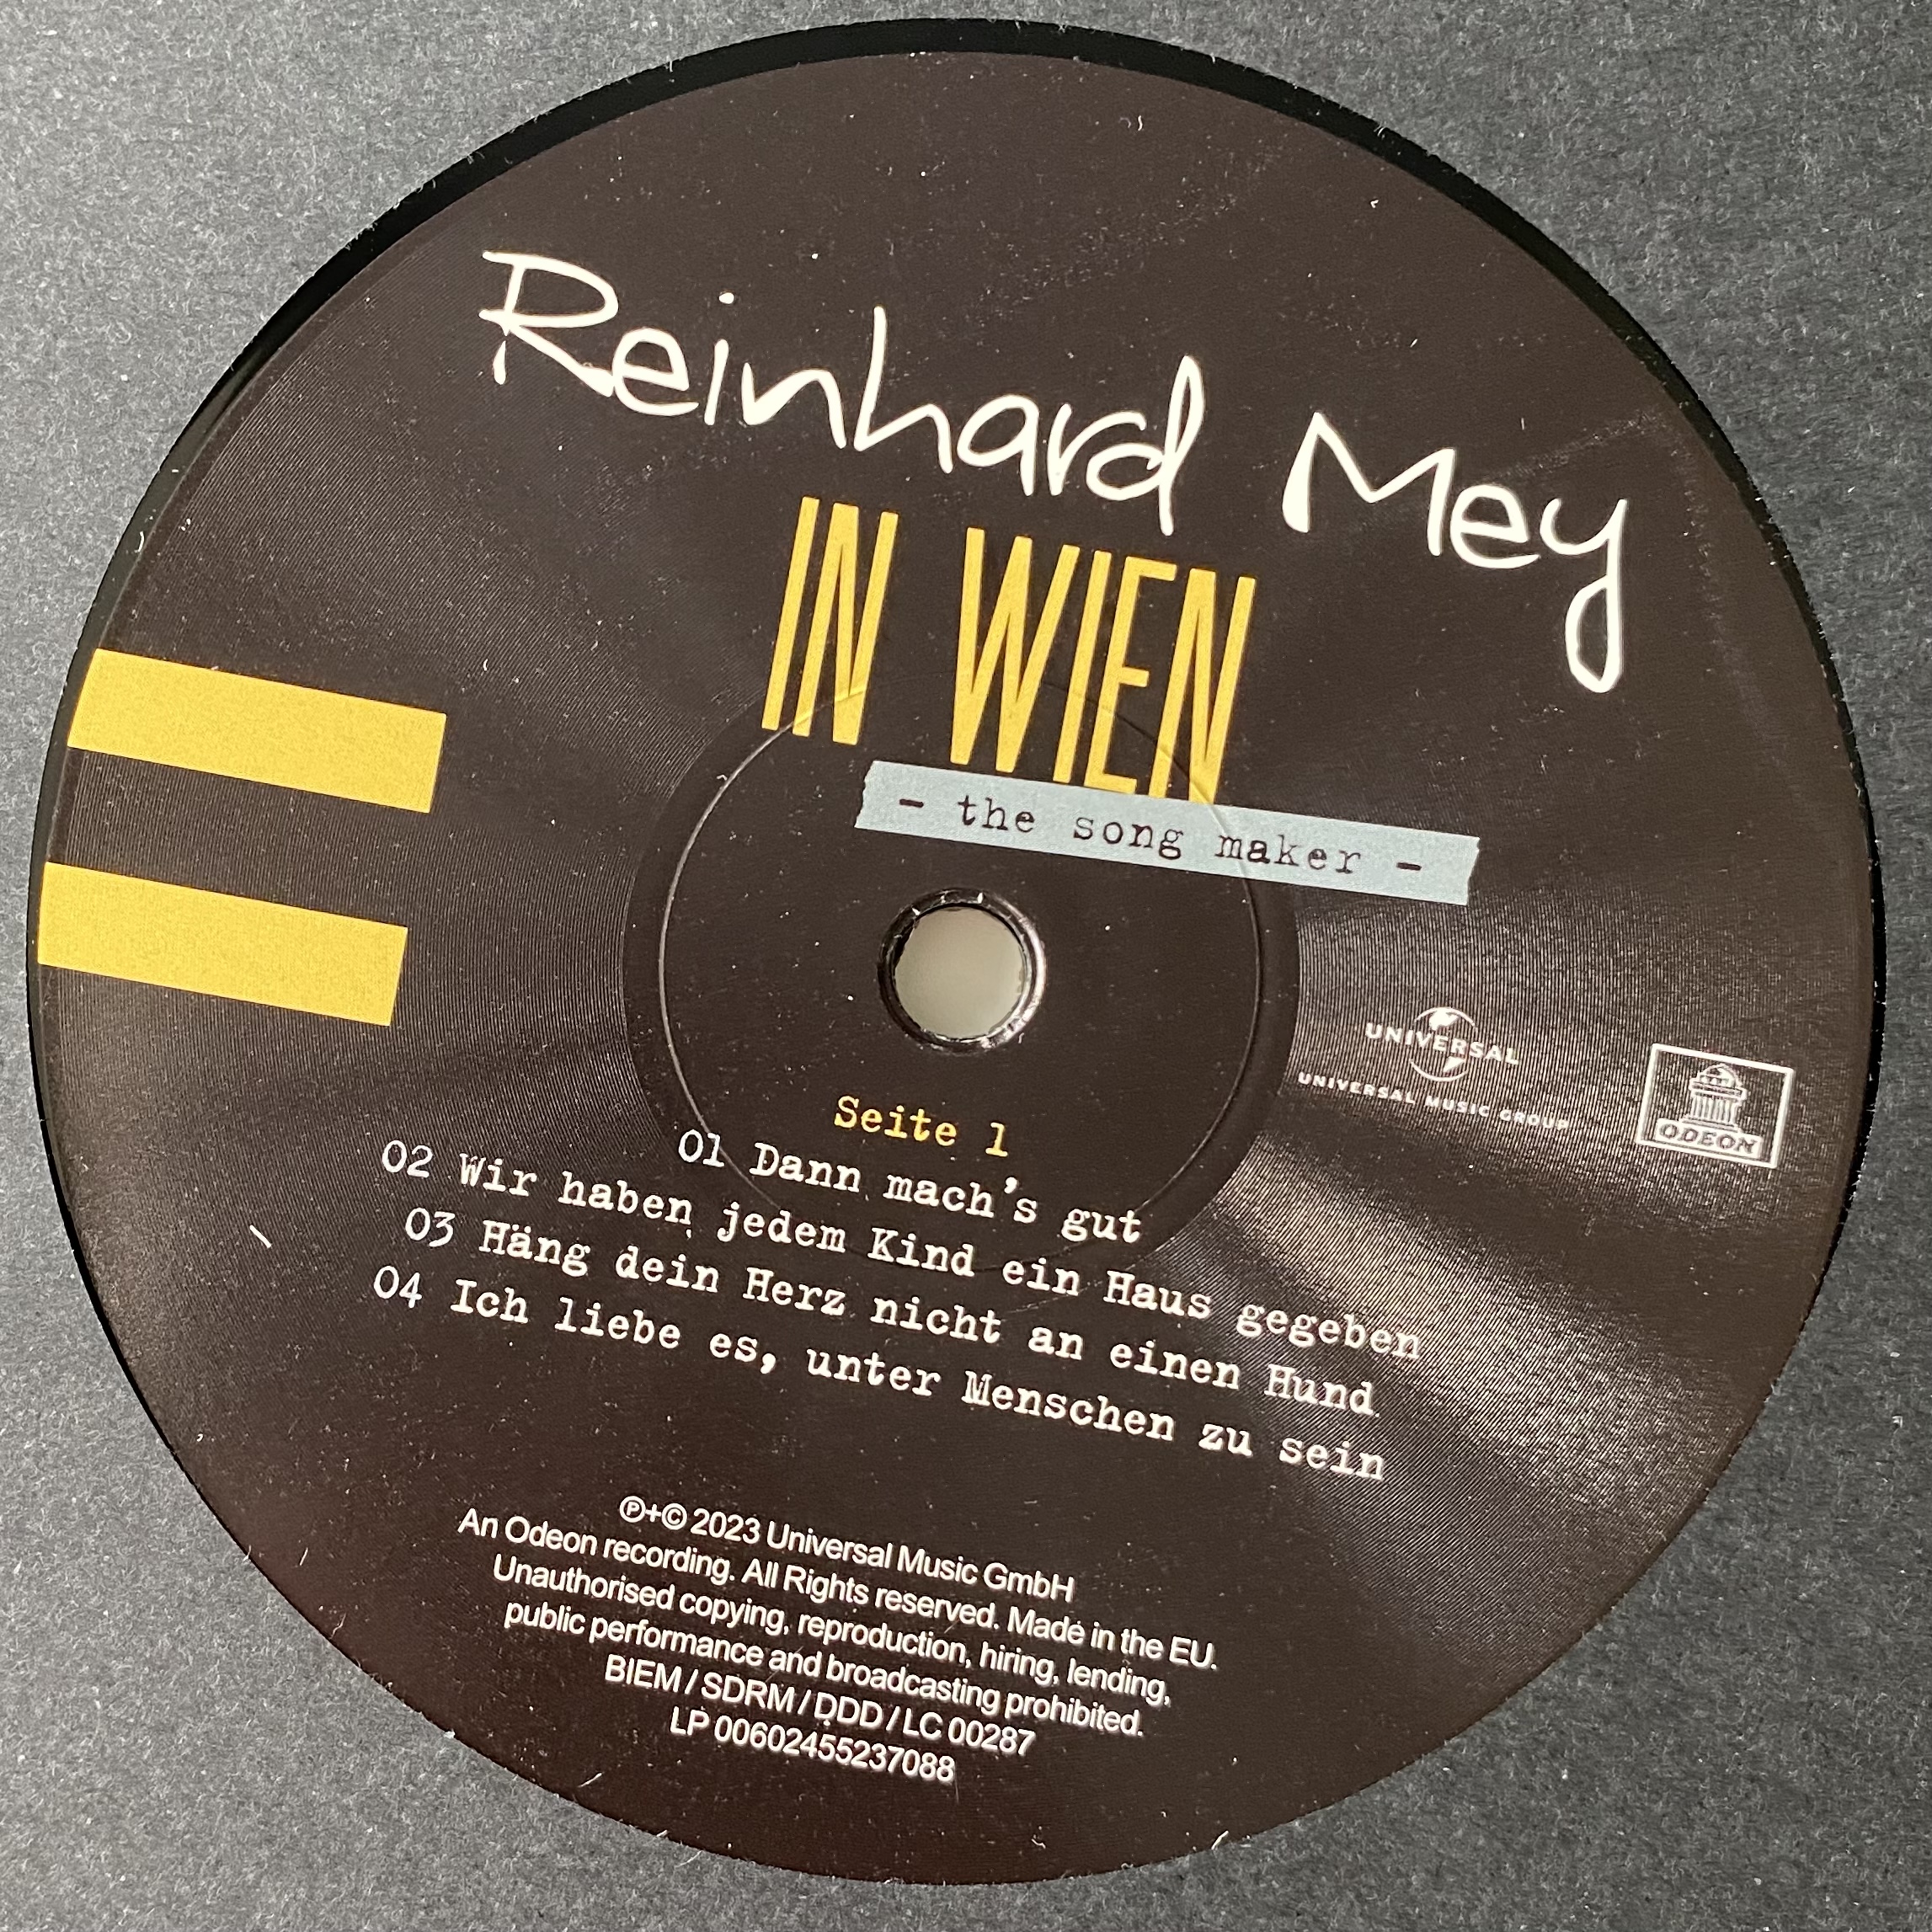 Reinhard Mey
IN WIEN
- the song maker -
UNIVERSAL
UNIVERSAL MUSIC GROUP
ODEON
Seite 1
01 Dann mach's gut
02 Wir haben jedem Kind ein Haus gegeben
03 Häng dein Herz nicht an einen Hund
04 Ich liebe es, unter Menschen zu sein
℗+© 2023 Universal Music GmbH
An Odeon recording. All Rights reserved. Made in the EU.
Unauthorised copying, reproduction, hiring, lending,
public performance and broadcasting prohibited.
BIEM / SDRM / DDD / LC 00287
LP 00602455237088